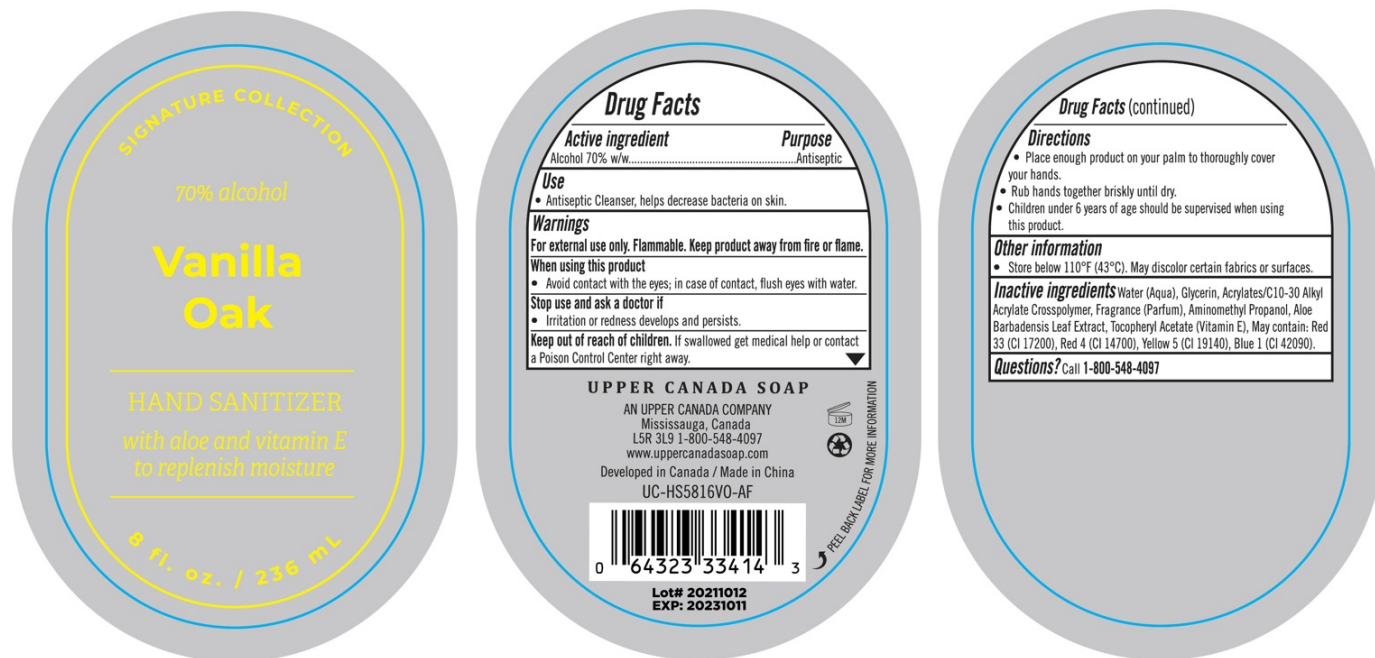 SIGNATURE COLLECTION
70% alcohol
Vanilla
Oak
HAND SANITIZER
with aloe and vitamin E
to replenish moisture
8 fl. oz. / 236 mL
Drug Facts
Active ingredient Purpose
Alcohol 70% w/w............................................................Antiseptic
Use
• Antiseptic Cleanser, helps decrease bacteria on skin.
Warnings
For external use only. Flammable. Keep product away from fire or flame.
When using this product
• Avoid contact with the eyes; in case of contact, flush eyes with water.
Stop use and ask a doctor if
• Irritation or redness develops and persists.
Keep out of reach of children. If swallowed get medical help or contact
a Poison Control Center right away.
UPPER CANADA SOAP
AN UPPER CANADA COMPANY
Mississauga, Canada
L5R 3L9 1-800-548-4097
www.uppercanadasoap.com
Developed in Canada / Made in China
UC-HS5816VO-AF
12M
PEEL BACK LABEL FOR MORE INFORMATION
0 64323 33414 3
Lot# 20211012
EXP: 20231011
Drug Facts (continued)
Directions
• Place enough product on your palm to thoroughly cover
your hands.
• Rub hands together briskly until dry.
• Children under 6 years of age should be supervised when using
this product.
Other information
• Store below 110°F (43°C). May discolor certain fabrics or surfaces.
Inactive ingredients Water (Aqua), Glycerin, Acrylates/C10-30 Alkyl
Acrylate Crosspolymer, Fragrance (Parfum), Aminomethyl Propanol, Aloe
Barbadensis Leaf Extract, Tocopheryl Acetate (Vitamin E), May contain: Red
33 (CI 17200), Red 4 (CI 14700), Yellow 5 (CI 19140), Blue 1 (CI 42090).
Questions? Call 1-800-548-4097